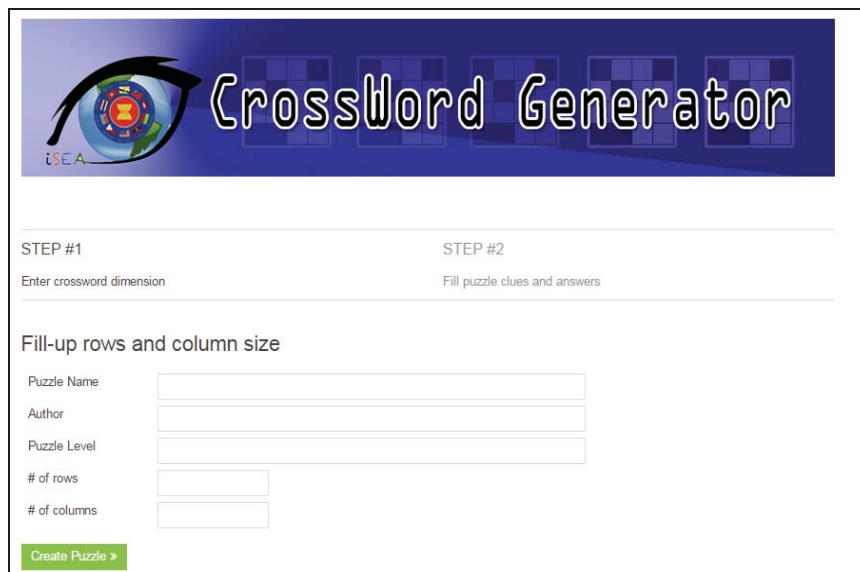 iSEA
CrossWord Generator
STEP #1
STEP #2
Enter crossword dimension
Fill puzzle clues and answers
Fill-up rows and column size
Puzzle Name
Author
Puzzle Level
# of rows
# of columns
Create Puzzle »